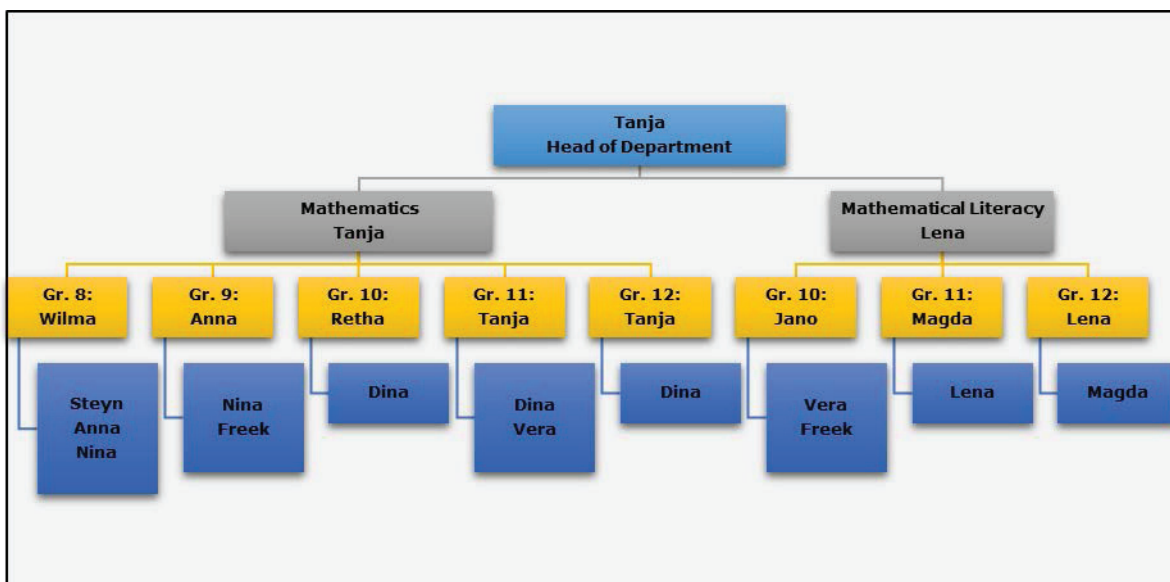 Tanja
Head of Department
Mathematics
Tanja
Mathematical Literacy
Lena
Gr. 8:
Wilma
Gr. 9:
Anna
Gr. 10:
Retha
Gr. 11:
Tanja
Gr. 12:
Tanja
Gr. 10:
Jano
Gr. 11:
Magda
Gr. 12:
Lena
Steyn
Anna
Nina
Nina
Freek
Dina
Dina
Vera
Dina
Vera
Freek
Lena
Magda